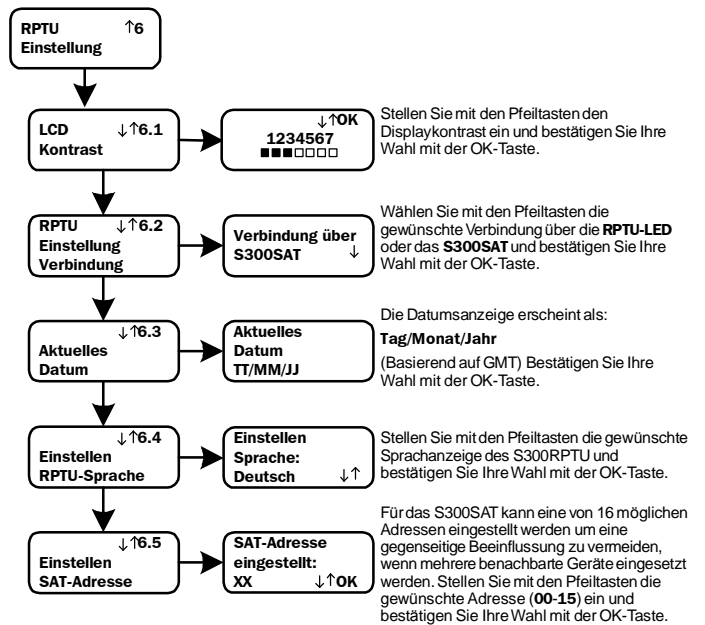 RPTU ↑6
Einstellung
LCD ↓↑6.1
Kontrast
↓↑OK
1234567
■■■□□□□
Stellen Sie mit den Pfeiltasten den
Displaykontrast ein und bestätigen Sie Ihre
Wahl mit der OK-Taste.
RPTU ↓↑6.2
Einstellung
Verbindung
Verbindung über
S300SAT ↓
Wählen Sie mit den Pfeiltasten die
gewünschte Verbindung über die RPTU-LED
oder das S300SAT und bestätigen Sie Ihre
Wahl mit der OK-Taste.
↓↑6.3
Aktuelles
Datum
Aktuelles
Datum
TT/MM/JJ
Die Datumsanzeige erscheint als:
Tag/Monat/Jahr
(Basierend auf GMT) Bestätigen Sie Ihre
Wahl mit der OK-Taste.
↓↑6.4
Einstellen
RPTU-Sprache
Einstellen
Sprache:
Deutsch ↓↑
Stellen Sie mit den Pfeiltasten die gewünschte
Sprachanzeige des S300RPTU und
bestätigen Sie Ihre Wahl mit der OK-Taste.
↓↑6.5
Einstellen
SAT-Adresse
SAT-Adresse
eingestellt:
XX ↓↑OK
Für das S300SAT kann eine von 16 möglichen
Adressen eingestellt werden um eine
gegenseitige Beeinflussung zu vermeiden,
wenn mehrere benachbarte Geräte eingesetzt
werden. Stellen Sie mit den Pfeiltasten die
gewünschte Adresse (00-15) ein und
bestätigen Sie Ihre Wahl mit der OK-Taste.